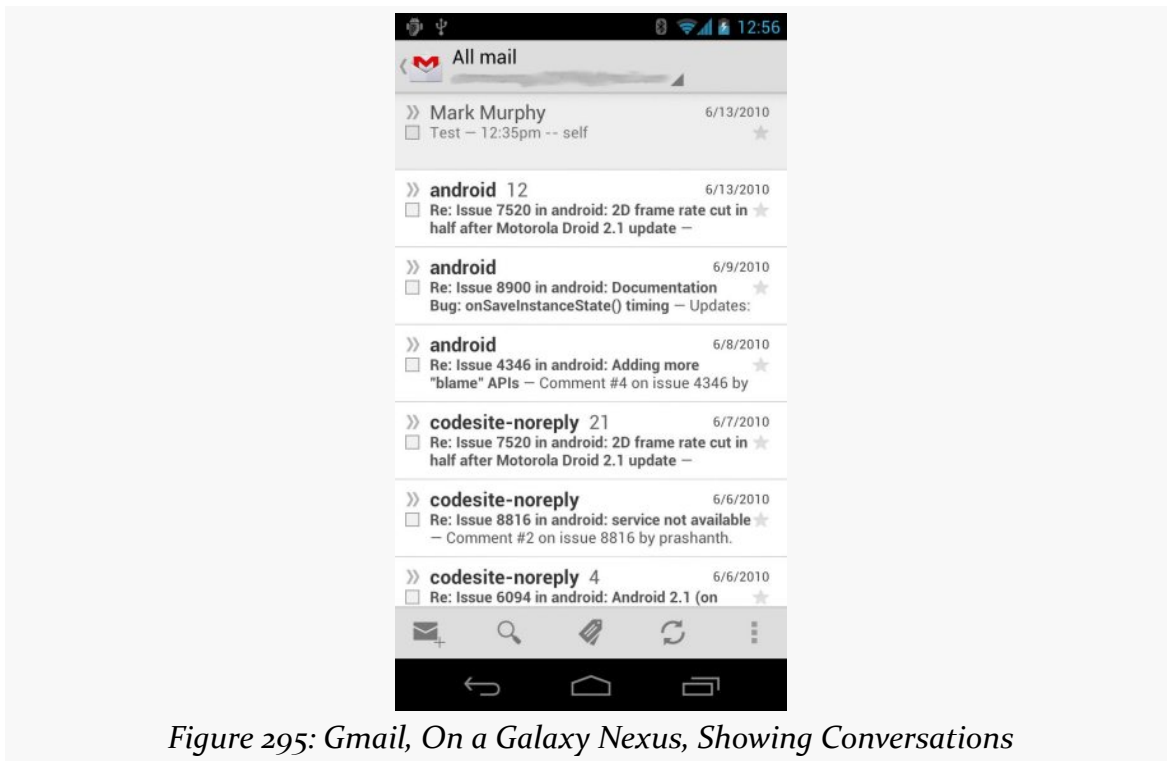 12:56
All mail
» Mark Murphy 6/13/2010
Test – 12:35pm -- self
» android 12 6/13/2010
Re: Issue 7520 in android: 2D frame rate cut in
half after Motorola Droid 2.1 update –
» android 6/9/2010
Re: Issue 8900 in android: Documentation
Bug: onSaveInstanceState() timing – Updates:
» android 6/8/2010
Re: Issue 4346 in android: Adding more
"blame" APIs – Comment #4 on issue 4346 by
» codesite-noreply 21 6/7/2010
Re: Issue 7520 in android: 2D frame rate cut in
half after Motorola Droid 2.1 update –
» codesite-noreply 6/6/2010
Re: Issue 8816 in android: service not available
– Comment #2 on issue 8816 by prashanth.
» codesite-noreply 4 6/6/2010
Re: Issue 6094 in android: Android 2.1 (on
Figure 295: Gmail, On a Galaxy Nexus, Showing Conversations